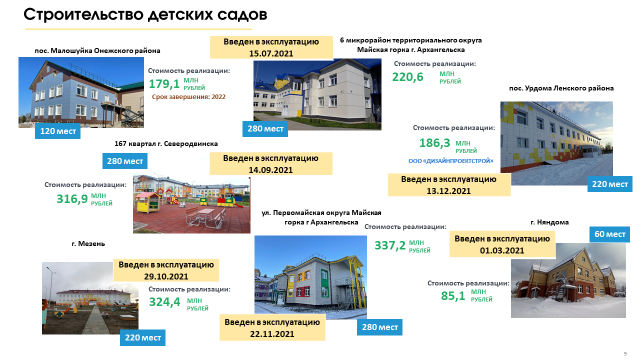 Строительство детских садов
пос. Малошуйка Онежского района
Стоимость реализации:
179,1 МЛН
РУБЛЕЙ
Срок завершения: 2022
120 мест
Введен в эксплуатацию
15.07.2021
6 микрорайон территориального округа
Майская горка г. Архангельска
Стоимость реализации:
220,6 МЛН
РУБЛЕЙ
280 мест
пос. Урдома Ленского района
Стоимость реализации:
186,3 МЛН
РУБЛЕЙ
ООО «ДИЗАЙНПРОЕКТСТРОЙ»
Введен в эксплуатацию
13.12.2021
220 мест
167 квартал г. Северодвинска
280 мест
Введен в эксплуатацию
14.09.2021
Стоимость реализации:
316,9 МЛН
РУБЛЕЙ
ул. Первомайская округа Майская
горка г Архангельска
Стоимость реализации:
337,2 МЛН
РУБЛЕЙ
Введен в эксплуатацию
22.11.2021
280 мест
г. Няндома
60 мест
Введен в эксплуатацию
01.03.2021
Стоимость реализации:
85,1 МЛН
РУБЛЕЙ
г. Мезень
Введен в эксплуатацию
29.10.2021
Стоимость реализации:
324,4 МЛН
РУБЛЕЙ
220 мест